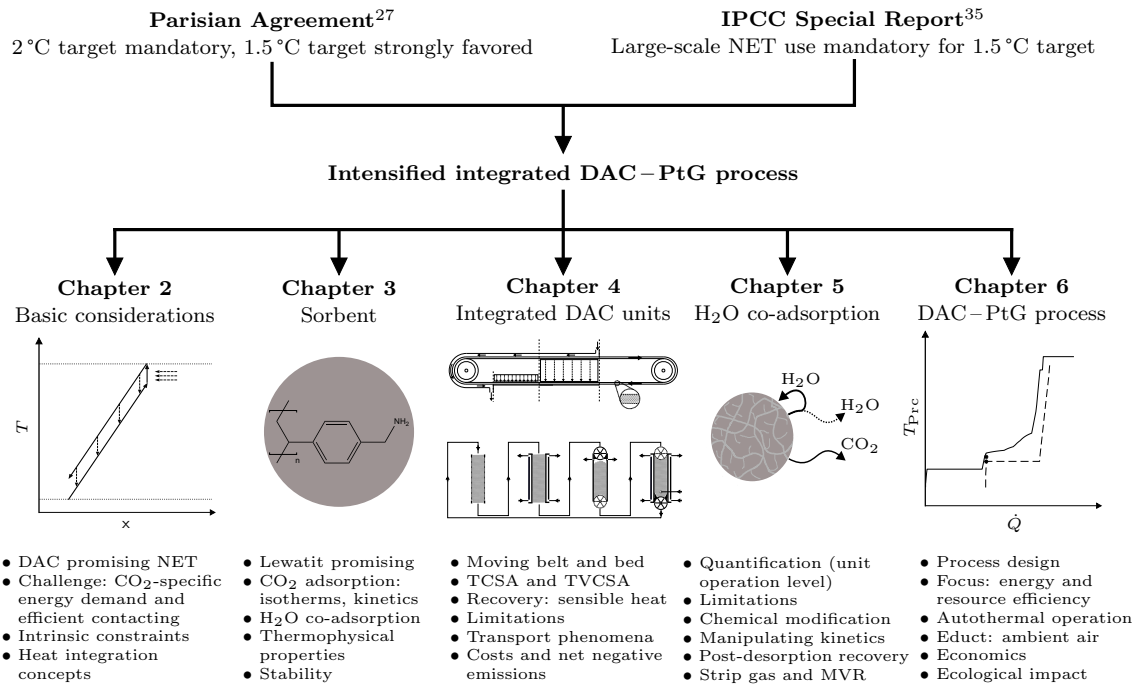 Parisian Agreement27
2 °C target mandatory, 1.5 °C target strongly favored
IPCC Special Report35
Large-scale NET use mandatory for 1.5 °C target
Intensified integrated DAC–PtG process
Chapter 2
Basic considerations
T
x
• DAC promising NET
• Challenge: CO2-specific
energy demand and
efficient contacting
• Intrinsic constraints
• Heat integration
concepts
Chapter 3
Sorbent
n
NH2
• Lewatit promising
• CO2 adsorption:
isotherms, kinetics
• H2O co-adsorption
• Thermophysical
properties
• Stability
Chapter 4
Integrated DAC units
• Moving belt and bed
• TCSA and TVCSA
• Recovery: sensible heat
• Limitations
• Transport phenomena
• Costs and net negative
emissions
Chapter 5
H2O co-adsorption
H2O
H2O
CO2
• Quantification (unit
operation level)
• Limitations
• Chemical modification
• Manipulating kinetics
• Post-desorption recovery
• Strip gas and MVR
Chapter 6
DAC–PtG process
TPrc
Q̇
• Process design
• Focus: energy and
resource efficiency
• Autothermal operation
• Educt: ambient air
• Economics
• Ecological impact